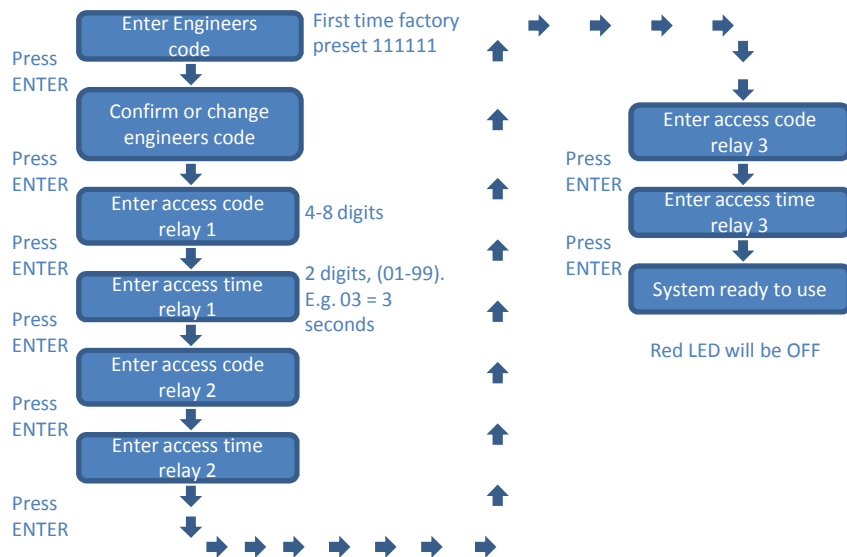 Enter Engineers
code
First time factory
preset 111111
Press
ENTER
Confirm or change
engineers code
Press
ENTER
Enter access code
relay 1
4-8 digits
Press
ENTER
Enter access time
relay 1
2 digits, (01-99).
E.g. 03 = 3
seconds
Press
ENTER
Enter access code
relay 2
Press
ENTER
Enter access time
relay 2
Press
ENTER
Enter access code
relay 3
Press
ENTER
Enter access time
relay 3
Press
ENTER
System ready to use
Red LED will be OFF